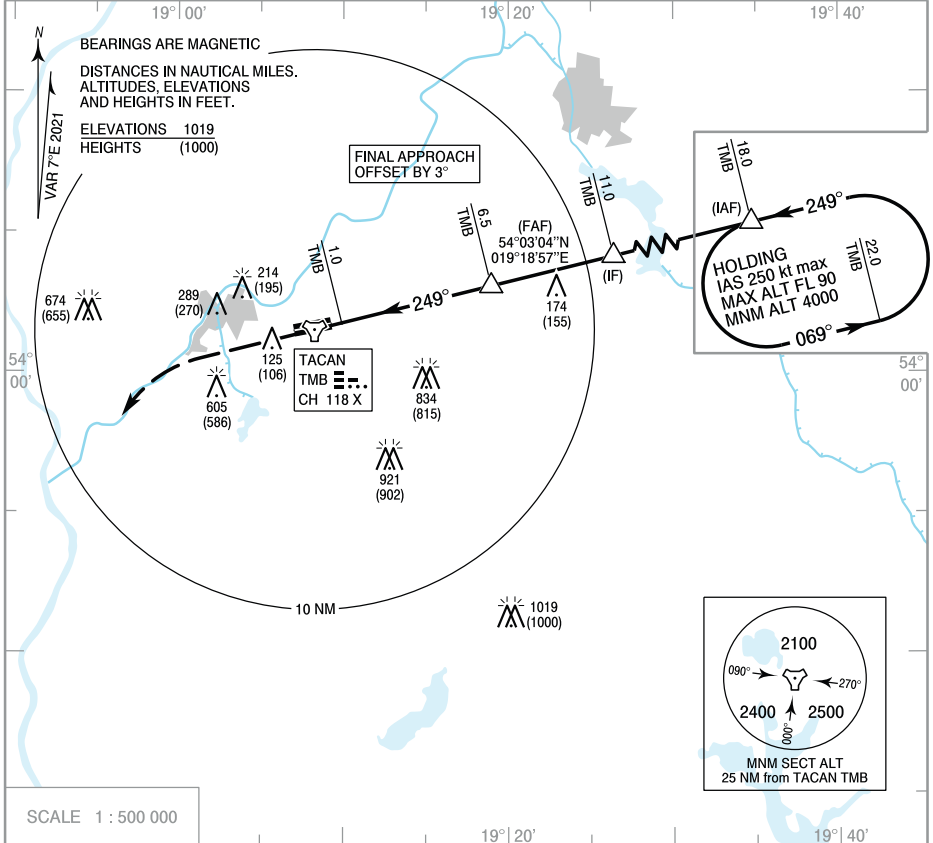 19° 00'
19° 20'
19° 40'
N
VAR 7°E 2021
BEARINGS ARE MAGNETIC
DISTANCES IN NAUTICAL MILES.
ALTITUDES, ELEVATIONS
AND HEIGHTS IN FEET.
ELEVATIONS 1019
HEIGHTS (1000)
FINAL APPROACH
OFFSET BY 3°
18.0
TMB
11.0
TMB
(IAF)
249°
6.5
TMB
(FAF)
54°03'04"N
019°18'57"E
1.0
TMB
(IF)
HOLDING
IAS 250 kt max
MAX ALT FL 90
MNM ALT 4000
22.0
TMB
069°
214
(195)
674
(655)
289
(270)
249°
174
(155)
125
(106)
TACAN
TMB
CH 118 X
54°
00'
54°
00'
605
(586)
834
(815)
921
(902)
10 NM
1019
(1000)
2100
090°
270°
2400
2500
000°
MNM SECT ALT
25 NM from TACAN TMB
SCALE 1 : 500 000
19° 20'
19° 40'